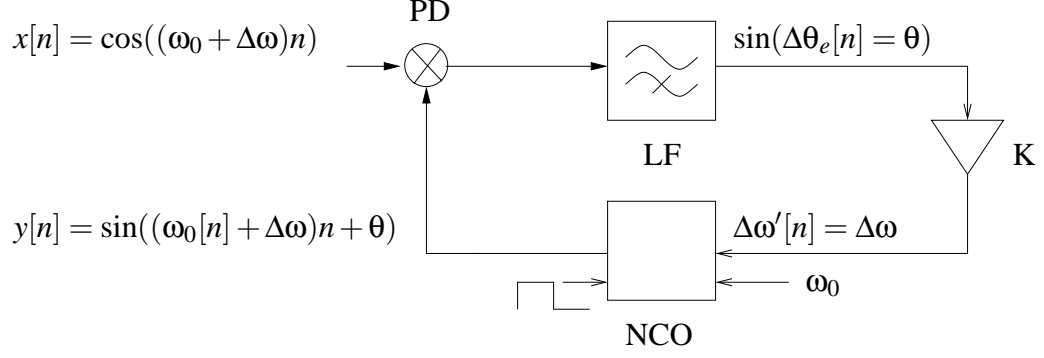 PD
x[n] = cos((ω₀ + Δω)n)
sin(Δθₑ[n] = θ)
LF
K
y[n] = sin((ω₀[n] + Δω)n + θ)
Δω′[n] = Δω
ω₀
NCO